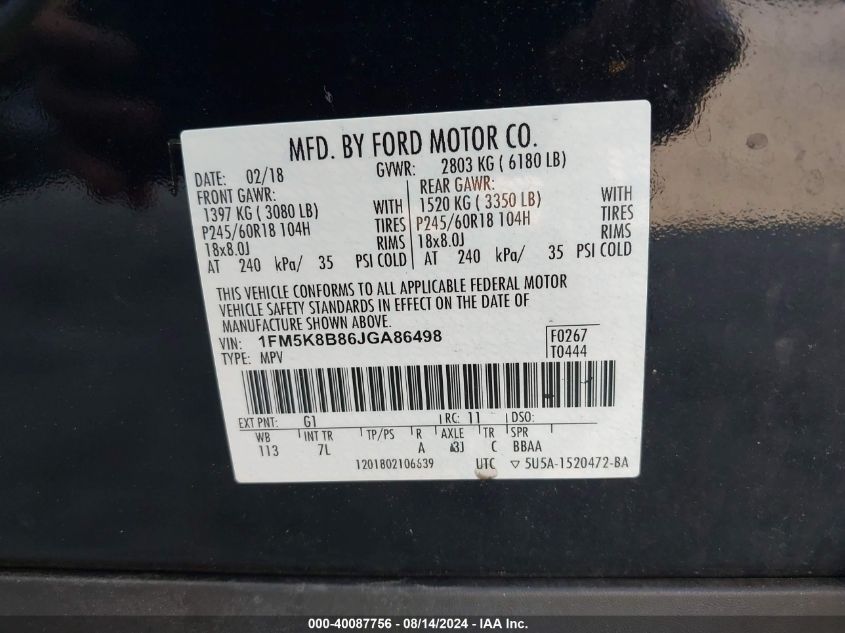 MFD. BY FORD MOTOR CO.
DATE: 02/18 GVWR: 2803 KG ( 6180 LB)
FRONT GAWR: REAR GAWR:
1397 KG ( 3080 LB) WITH 1520 KG ( 3350 LB) WITH
P245/60R18 104H TIRES P245/60R18 104H TIRES
18x8.0J RIMS 18x8.0J RIMS
AT 240 kPa/ 35 PSI COLD AT 240 kPa/ 35 PSI COLD
THIS VEHICLE CONFORMS TO ALL APPLICABLE FEDERAL MOTOR
VEHICLE SAFETY STANDARDS IN EFFECT ON THE DATE OF
MANUFACTURE SHOWN ABOVE.
VIN: 1FM5K8B86JGA86498 F0267
TYPE: MPV T0444
EXT PNT: G1 RC: 11 DSO:
WB INT TR TP/PS R AXLE TR SPR
113 7L A 3J C BBAA
1201802106639 UTC ▽ 5U5A-1520472-BA
000-40087756 - 08/14/2024 - IAA Inc.